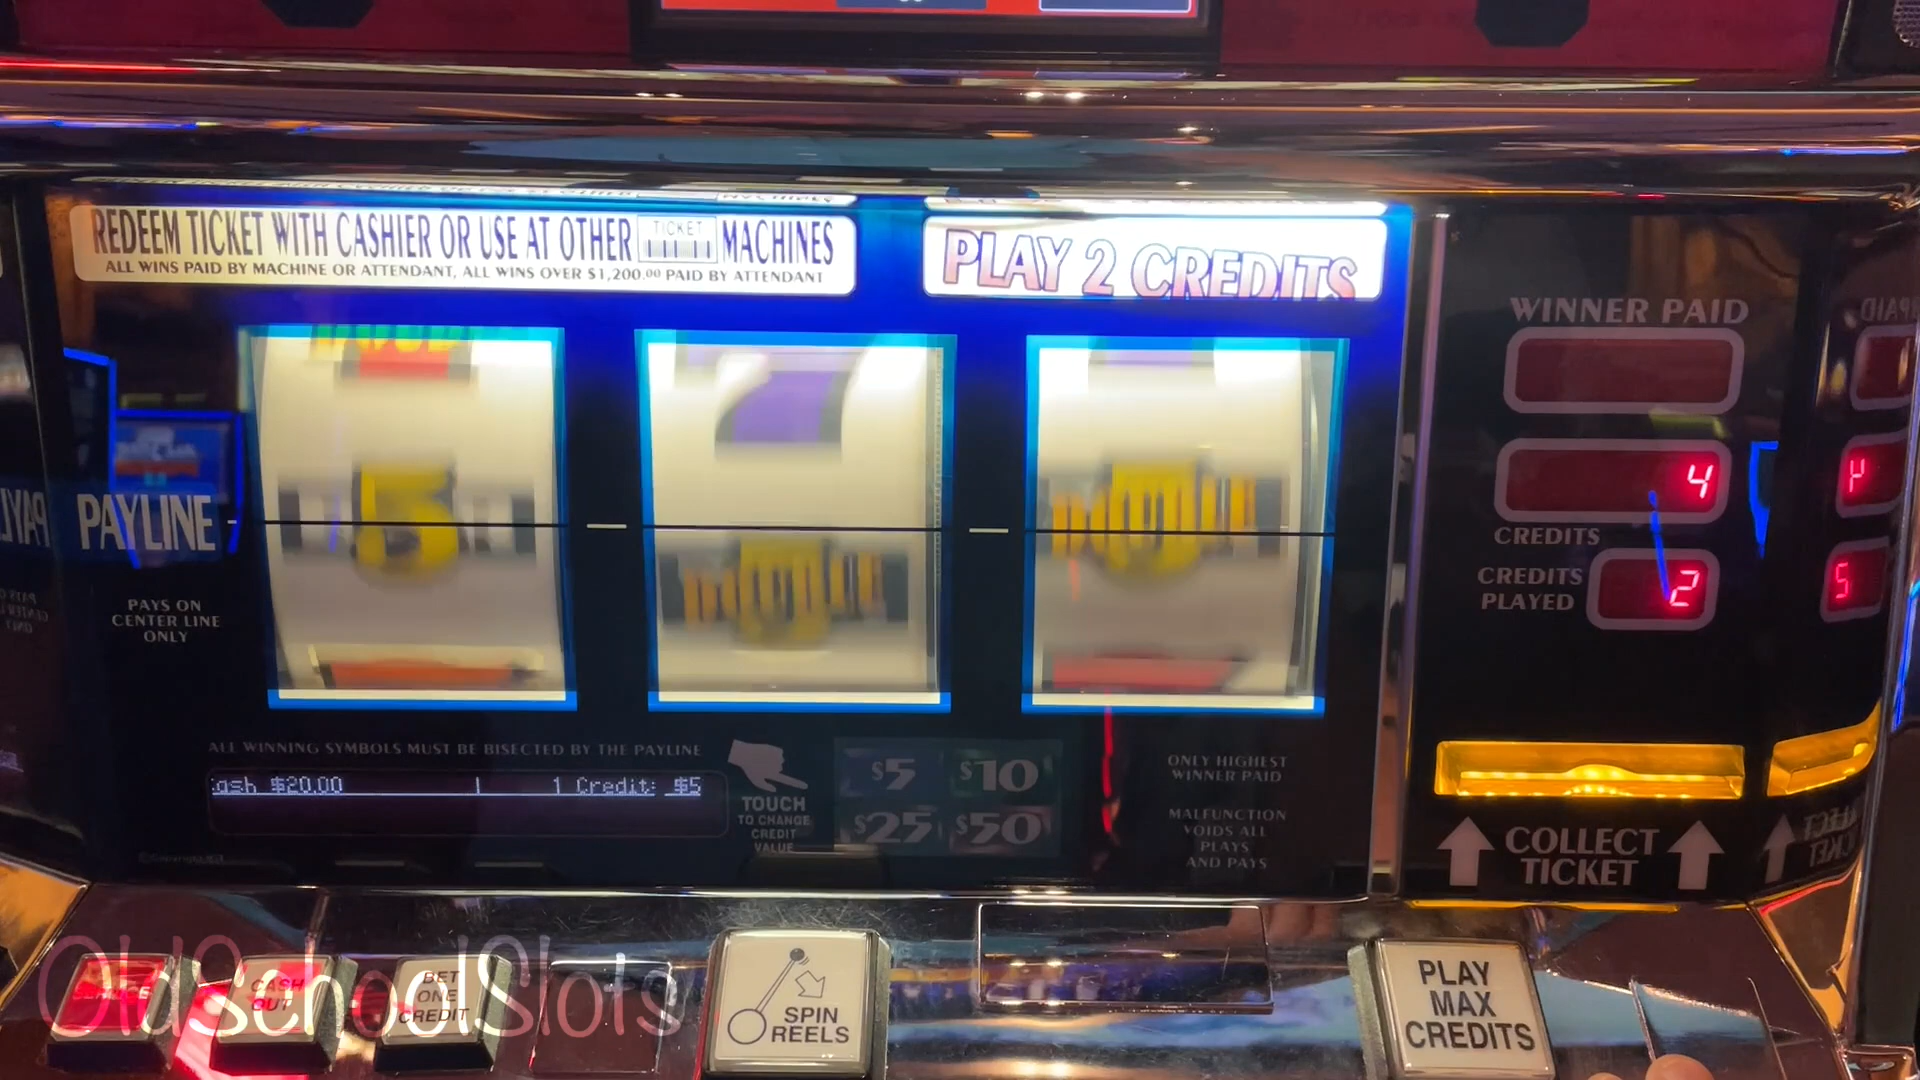 REDEEM TICKET WITH CASHIER OR USE AT OTHER TICKET MACHINES
ALL WINS PAID BY MACHINE OR ATTENDANT, ALL WINS OVER $1,200.00 PAID BY ATTENDANT
PLAY 2 CREDITS
WINNER PAID
4
CREDITS
CREDITS
PLAYED
2
PAYLINE
PAYS ON
CENTER LINE
ONLY
5
ALL WINNING SYMBOLS MUST BE BISECTED BY THE PAYLINE
ash $20.00 | 1 Credit: $5
TOUCH
TO CHANGE
CREDIT
VALUE
$5
$10
$25
$50
ONLY HIGHEST
WINNER PAID
MALFUNCTION
VOIDS ALL
PLAYS
AND PAYS
COLLECT
TICKET
CASH
OUT
BET
ONE
CREDIT
SPIN
REELS
PLAY
MAX
CREDITS
OldSchoolSlots